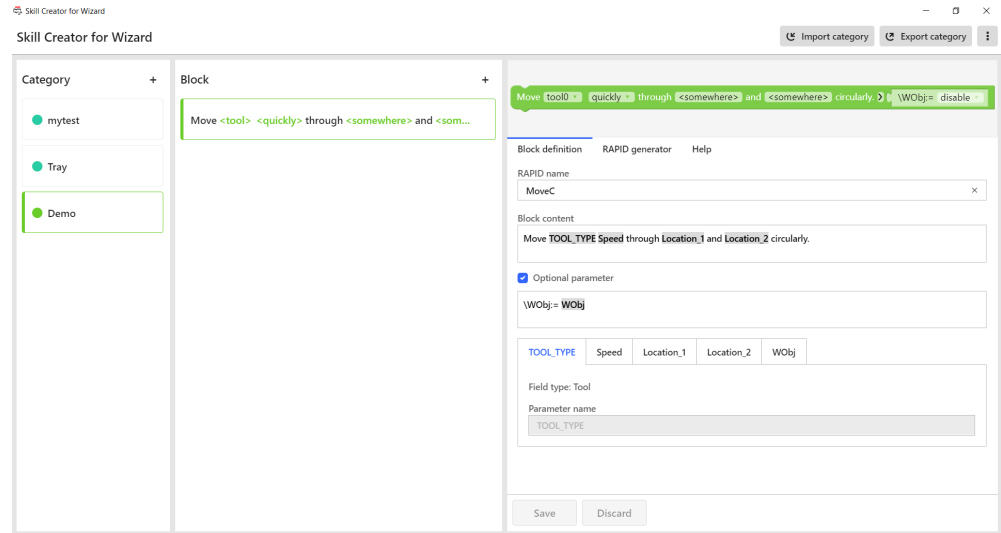 Skill Creator for Wizard
Skill Creator for Wizard
Import category
Export category
Category +
mytest
Tray
Demo
Block +
Move <tool> <quickly> through <somewhere> and <som...
Move tool0 quickly through <somewhere> and <somewhere> circularly. \WObj:= disable
Block definition RAPID generator Help
RAPID name
MoveC
Block content
Move TOOL_TYPE Speed through Location_1 and Location_2 circularly.
Optional parameter
\WObj:= WObj
TOOL_TYPE Speed Location_1 Location_2 WObj
Field type: Tool
Parameter name
TOOL_TYPE
Save Discard